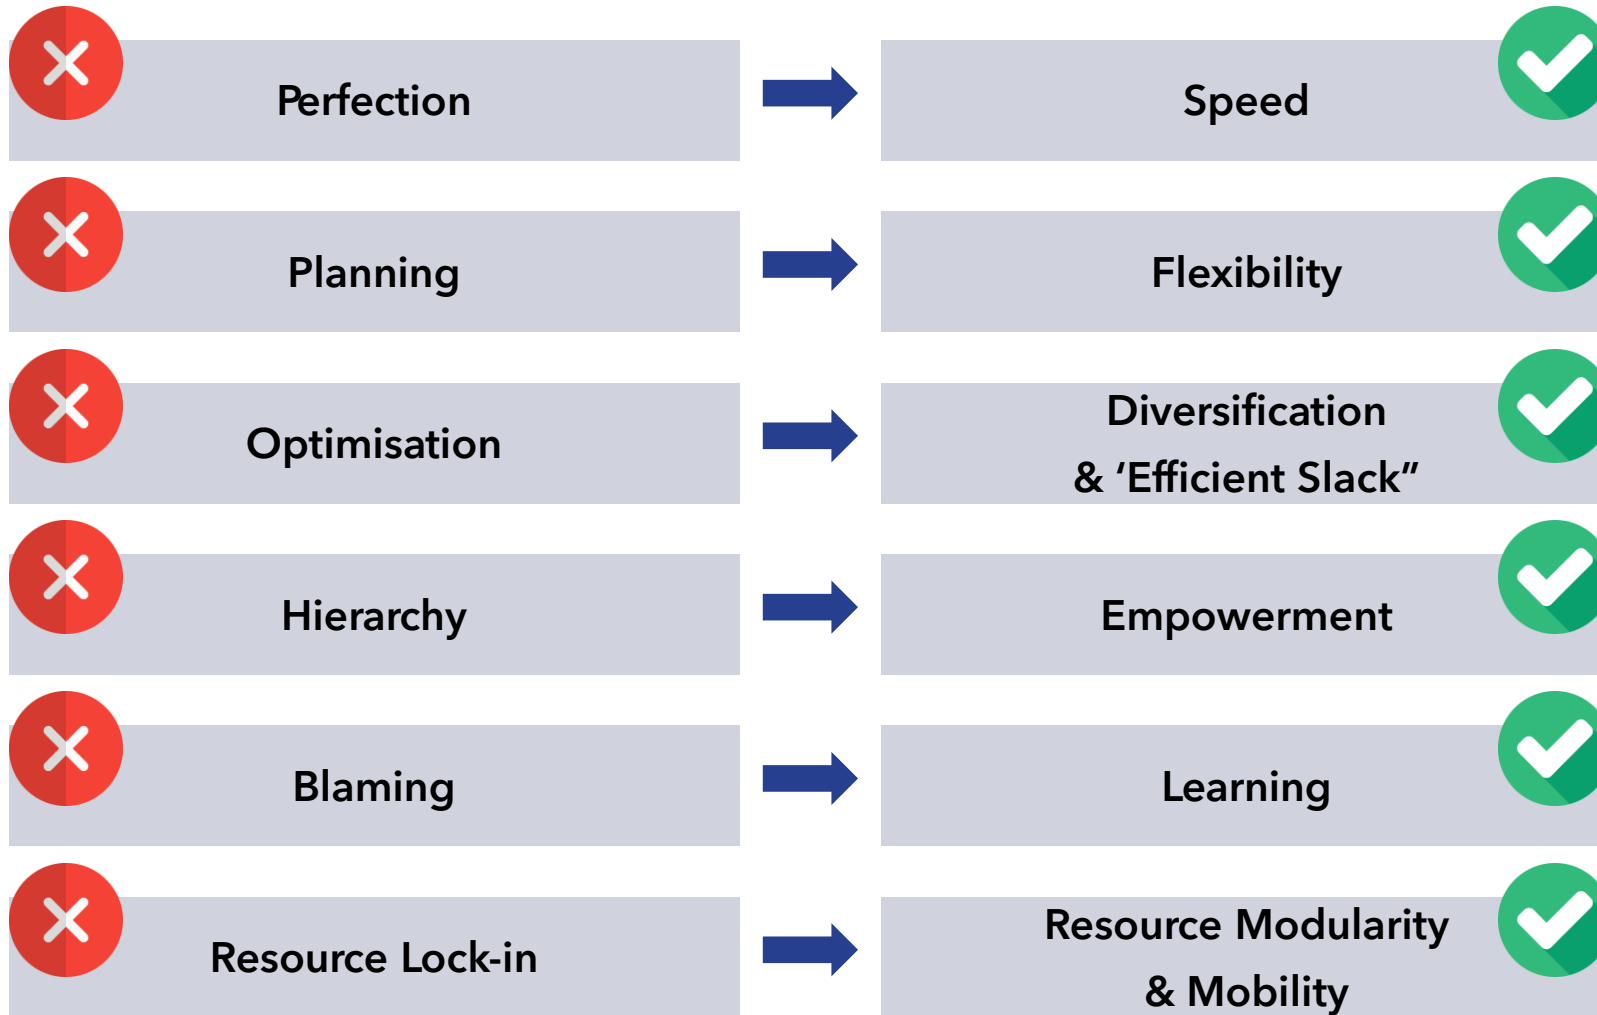 Perfection
Speed
Planning
Flexibility
Optimisation
Diversification
& ‘Efficient Slack”
Hierarchy
Empowerment
Blaming
Learning
Resource Lock-in
Resource Modularity
& Mobility